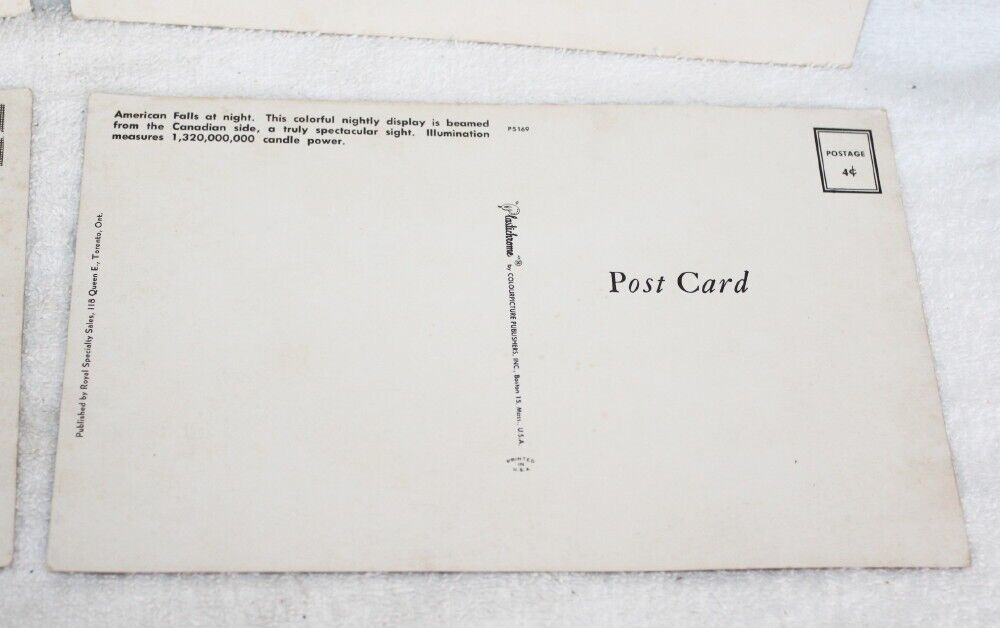 American Falls at night. This colorful nightly display is beamed
from the Canadian side, a truly spectacular sight. Illumination
measures 1,320,000,000 candle power.
P5169
POSTAGE
4¢
Published by Royal Specialty Sales, 118 Queen E., Toronto, Ont.
"Plastichrome"® by COLOURPICTURE PUBLISHERS, INC., Boston 15, Mass., U.S.A.
Post Card
PRINTED
IN
U.S.A.